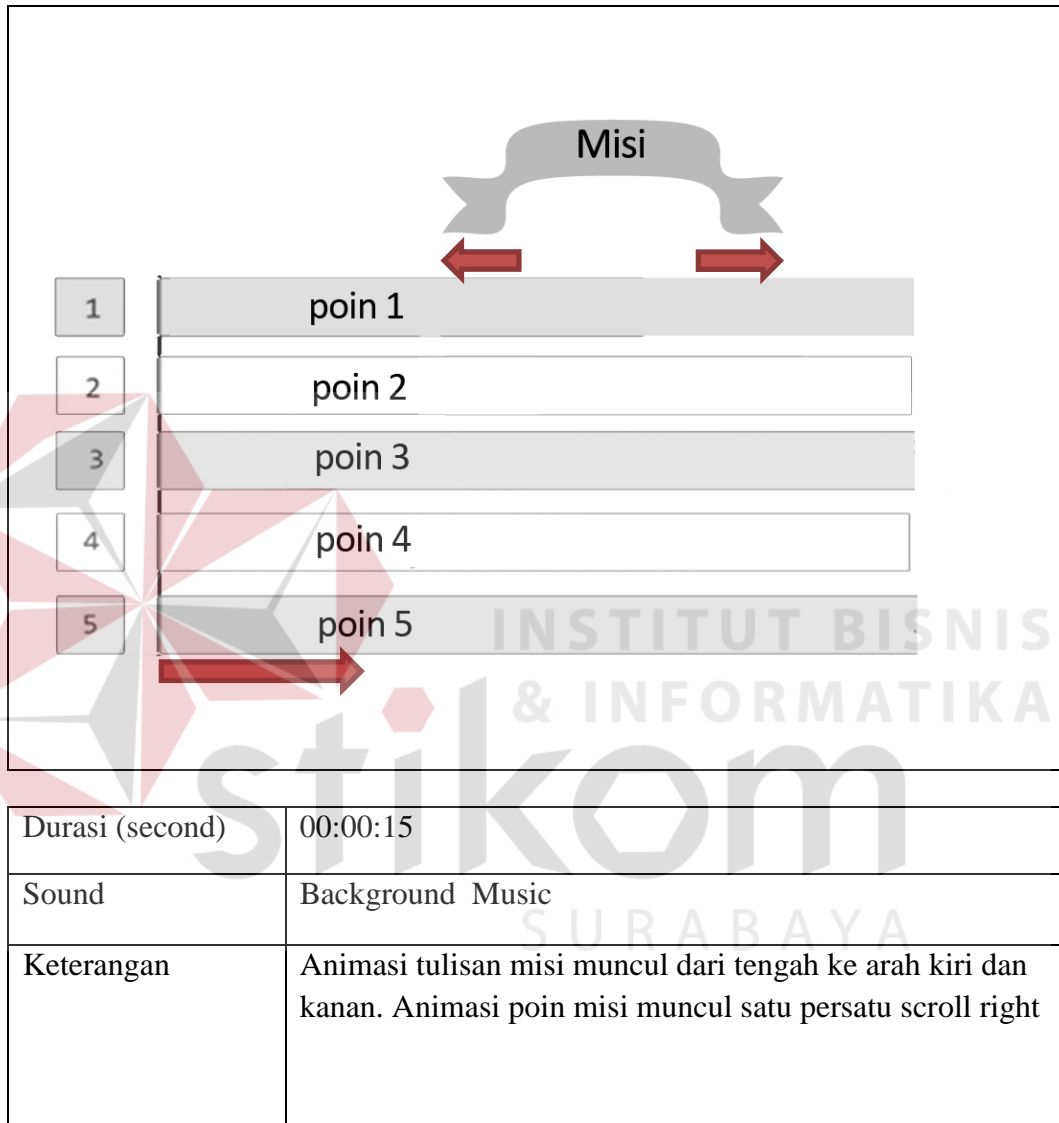 Misi
1 poin 1
2 poin 2
3 poin 3
4 poin 4
5 poin 5
INSTITUT BISNIS
& INFORMATIKA
stikom
SURABAYA
Durasi (second) 00:00:15
Sound Background Music
Keterangan Animasi tulisan misi muncul dari tengah ke arah kiri dan
kanan. Animasi poin misi muncul satu persatu scroll right